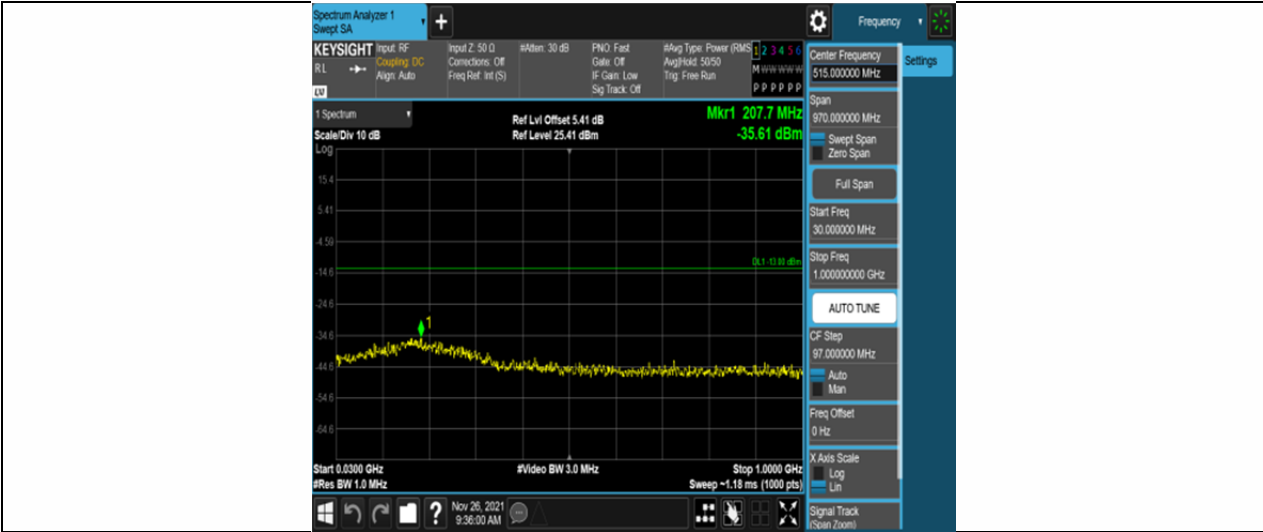 Spectrum Analyzer 1
Swept SA
+
Frequency
KEYSIGHT Input: RF Input Z: 50 Ω #Atten: 30 dB PNO: Fast #Avg Type: Power (RMS 1 2 3 4 5 6
RL Coupling: DC Corrections: Off Gate: Off Avg|Hold: 50/50 M W W W W W
Align: Auto Freq Ref: Int (S) IF Gain: Low Trig: Free Run
LV Sig Track: Off P P P P P P
1 Spectrum Ref Lvl Offset 5.41 dB Mkr1 207.7 MHz
Scale/Div 10 dB Ref Level 25.41 dBm -35.61 dBm
Log
15.4
5.41
-4.59
DL1 -13.00 dBm
-14.6
-24.6
1
-34.6
-44.6
-54.6
-64.6
Start 0.0300 GHz #Video BW 3.0 MHz Stop 1.0000 GHz
#Res BW 1.0 MHz Sweep ~1.18 ms (1000 pts)
Nov 26, 2021
9:36:00 AM
Center Frequency
515.000000 MHz
Settings
Span
970.000000 MHz
Swept Span
Zero Span
Full Span
Start Freq
30.000000 MHz
Stop Freq
1.000000000 GHz
AUTO TUNE
CF Step
97.000000 MHz
Auto
Man
Freq Offset
0 Hz
X Axis Scale
Log
Lin
Signal Track
(Span Zoom)